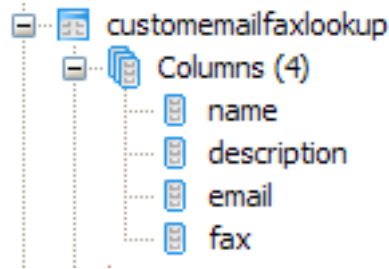 customemailfaxlookup
Columns (4)
name
description
email
fax